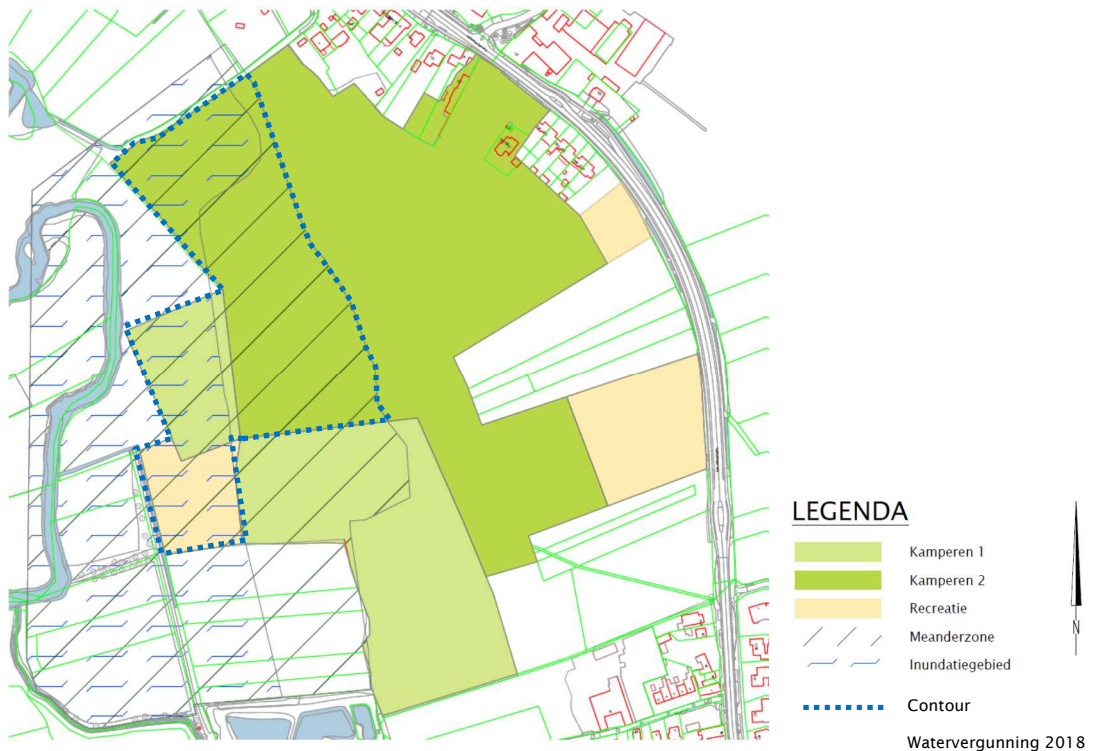 LEGENDA
Kamperen 1
Kamperen 2
Recreatie
Meanderzone
Inundatiegebied
Contour
Watervergunning 2018
N